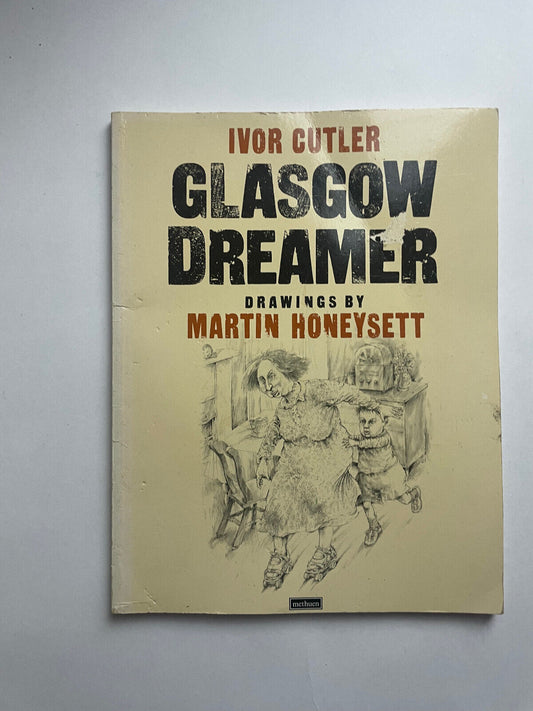 IVOR CUTLER
GLASGOW
DREAMER
DRAWINGS BY
MARTIN HONEYSETT
methuen